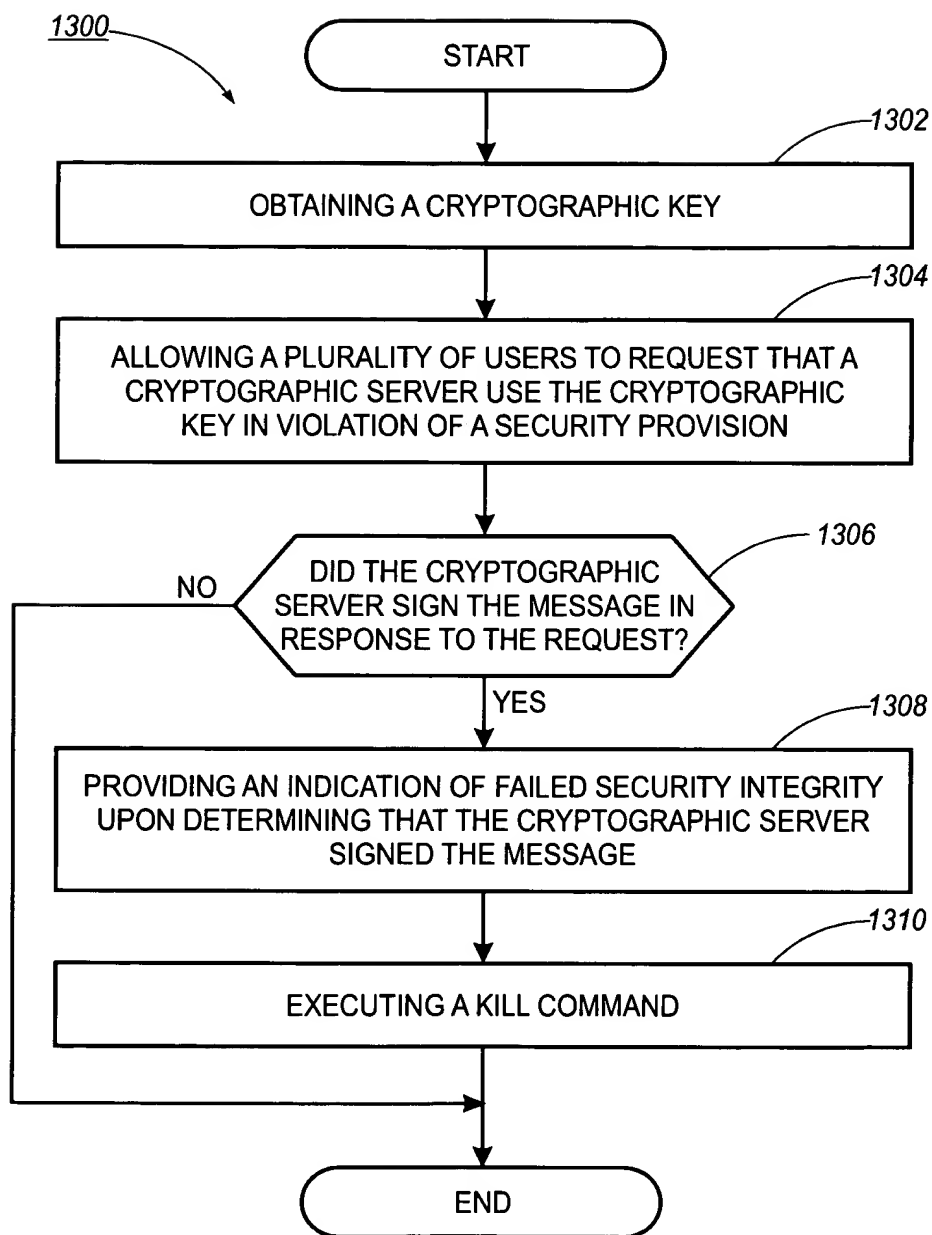 1300
START
1302
OBTAINING A CRYPTOGRAPHIC KEY
1304
ALLOWING A PLURALITY OF USERS TO REQUEST THAT A
CRYPTOGRAPHIC SERVER USE THE CRYPTOGRAPHIC
KEY IN VIOLATION OF A SECURITY PROVISION
1306
NO
DID THE CRYPTOGRAPHIC
SERVER SIGN THE MESSAGE IN
RESPONSE TO THE REQUEST?
YES
1308
PROVIDING AN INDICATION OF FAILED SECURITY INTEGRITY
UPON DETERMINING THAT THE CRYPTOGRAPHIC SERVER
SIGNED THE MESSAGE
1310
EXECUTING A KILL COMMAND
END